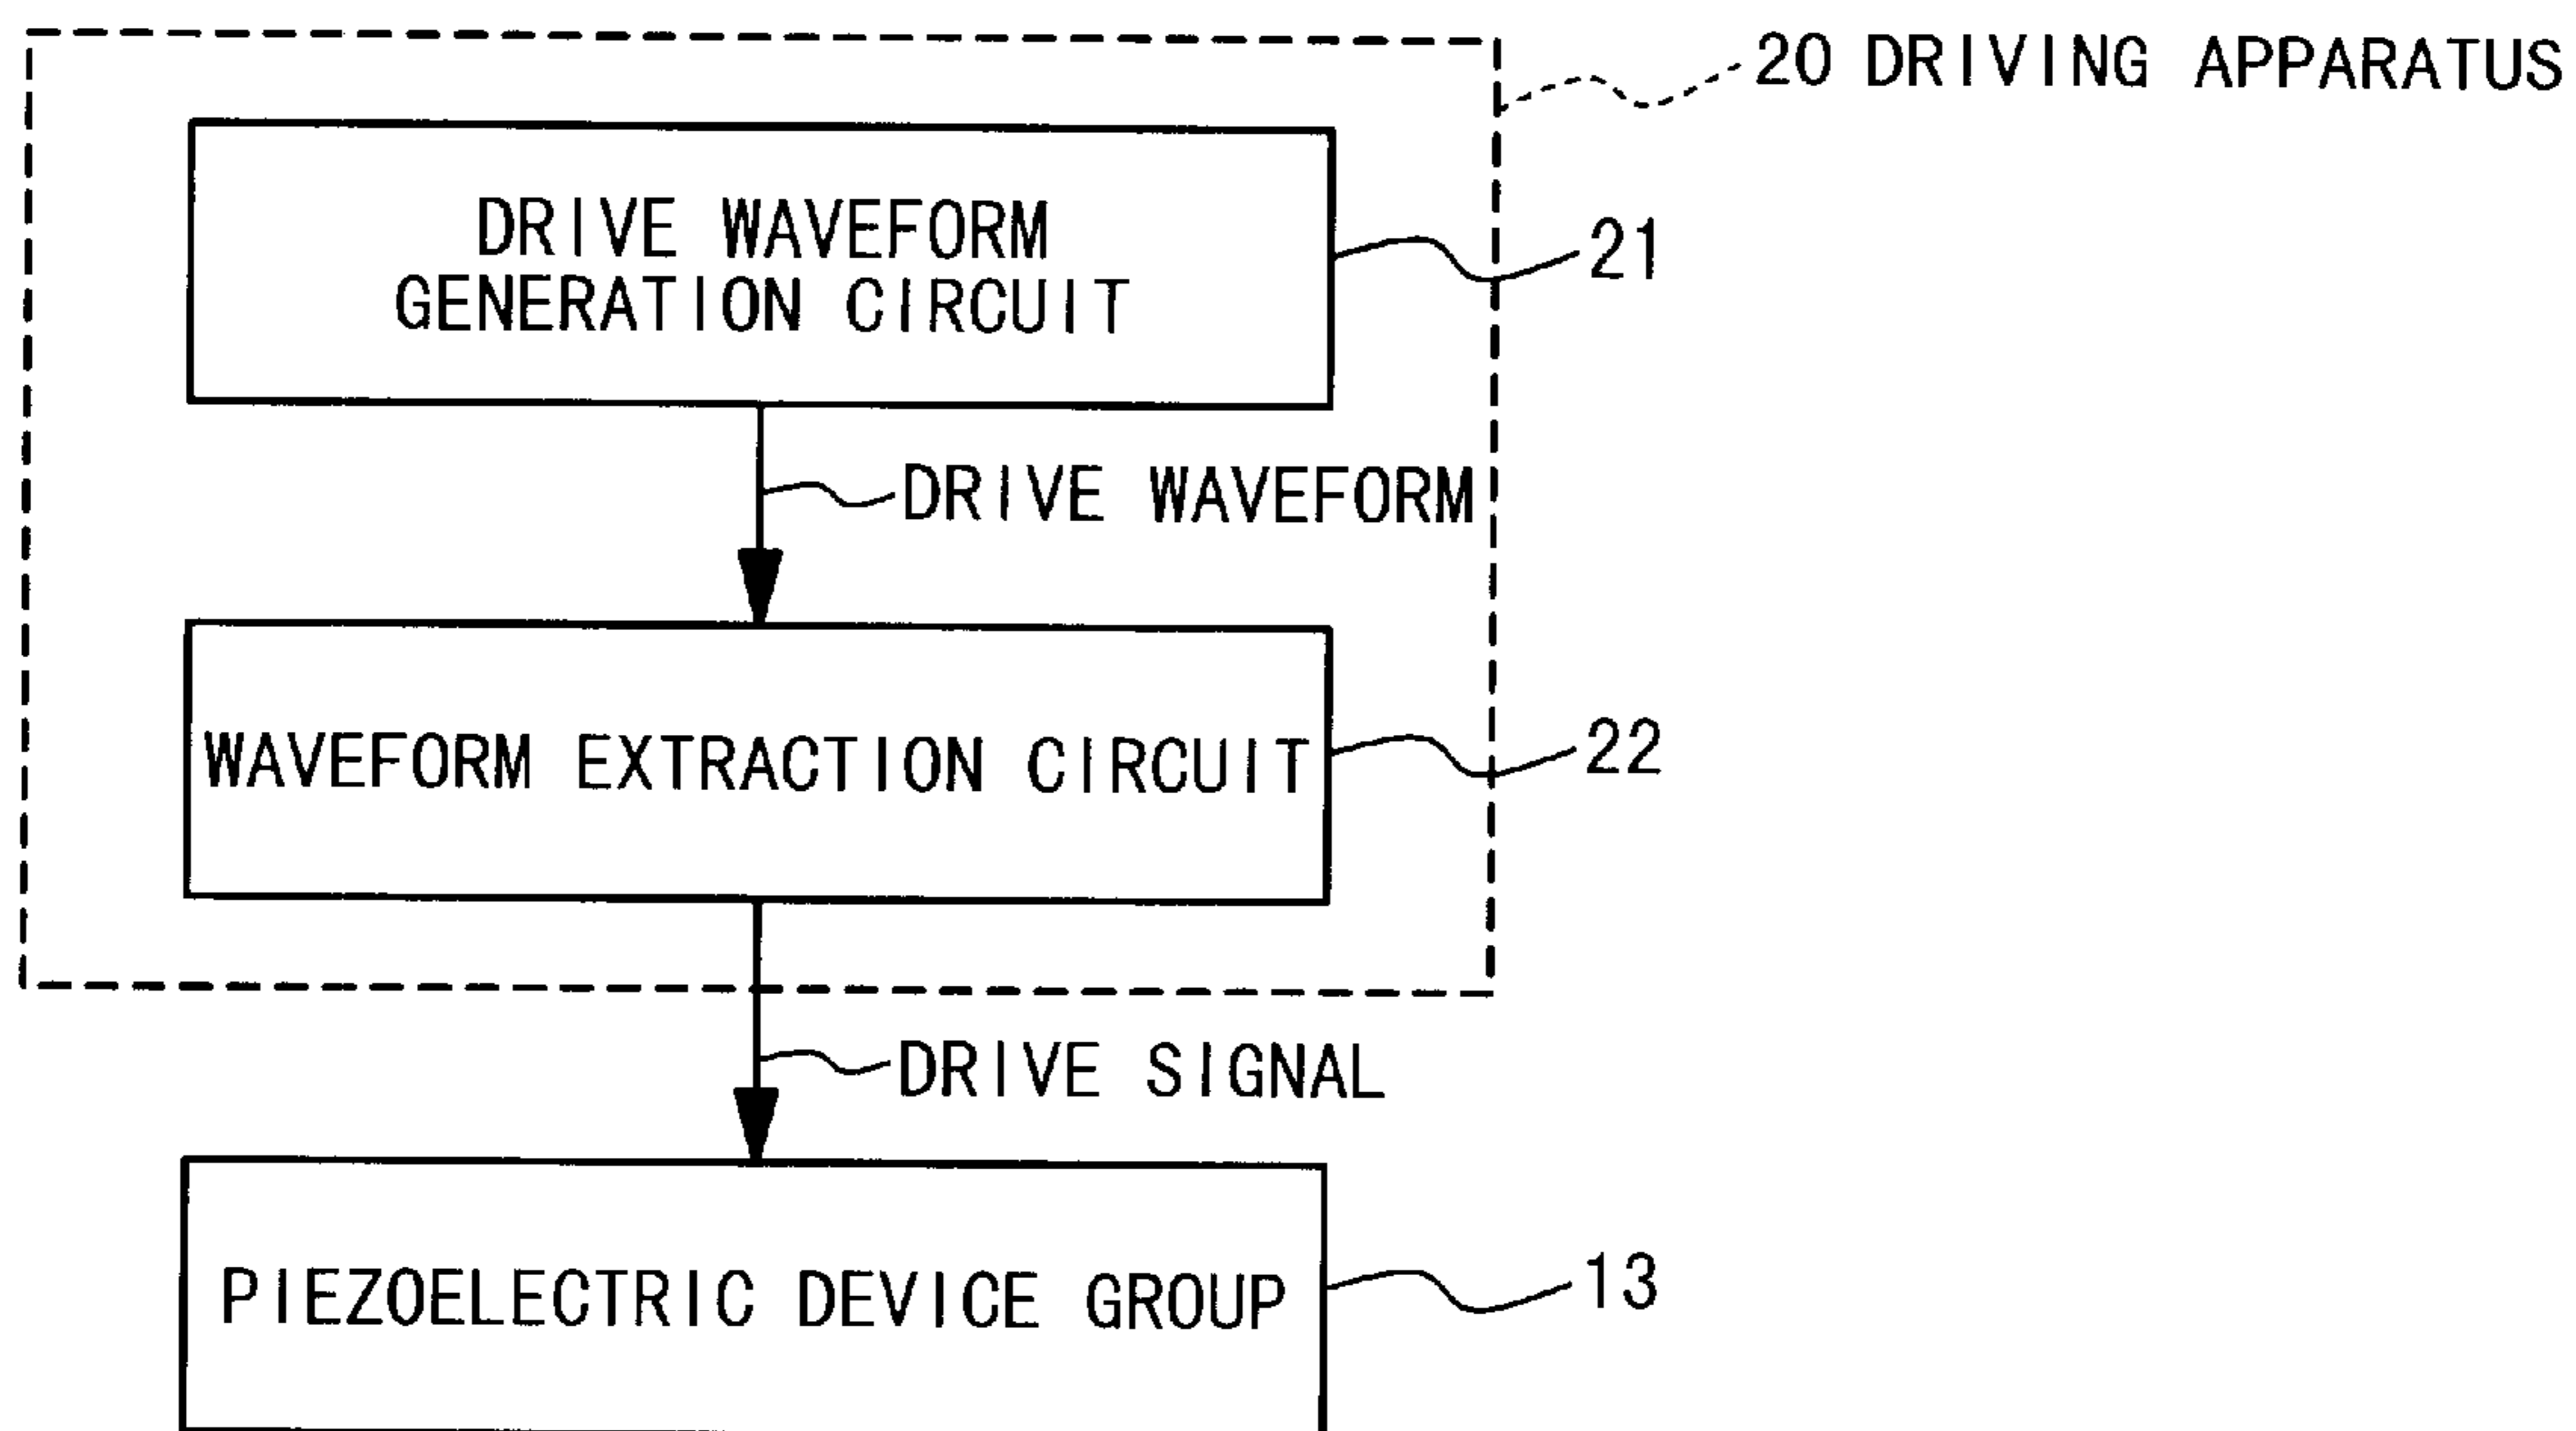 20 DRIVING APPARATUS
DRIVE WAVEFORM
GENERATION CIRCUIT
21
DRIVE WAVEFORM
WAVEFORM EXTRACTION CIRCUIT
22
DRIVE SIGNAL
PIEZOELECTRIC DEVICE GROUP
13